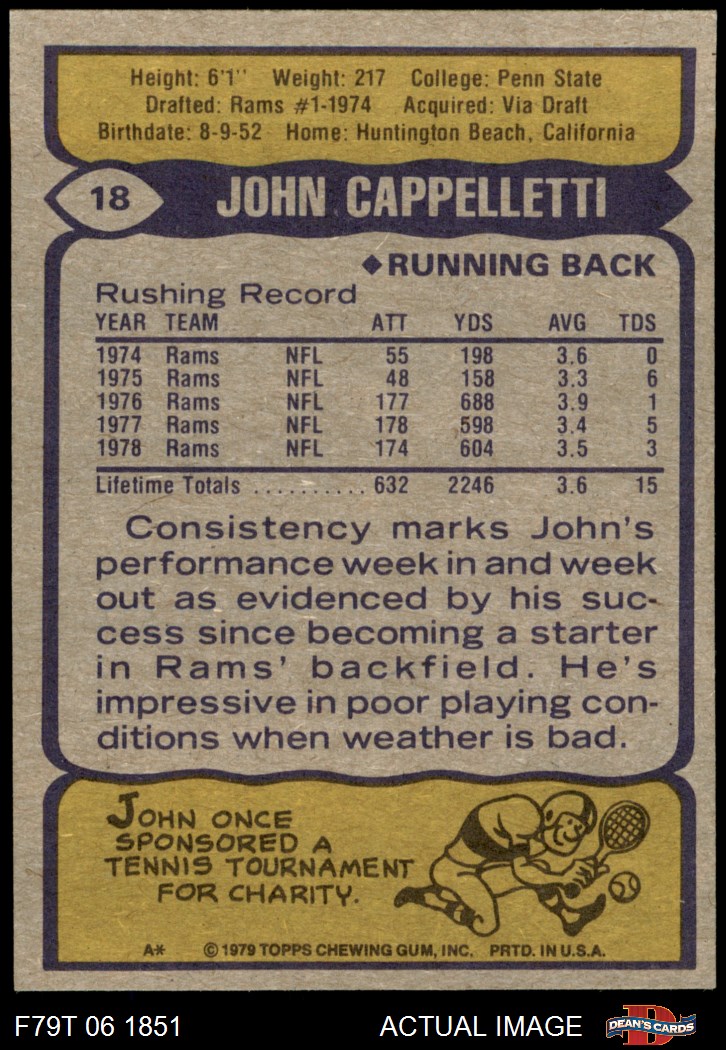 Height: 6'1" Weight: 217 College: Penn State
Drafted: Rams #1-1974 Acquired: Via Draft
Birthdate: 8-9-52 Home: Huntington Beach, California
18 JOHN CAPPELLETTI
◆RUNNING BACK
Rushing Record
YEAR TEAM ATT YDS AVG TDS
1974 Rams NFL 55 198 3.6 0
1975 Rams NFL 48 158 3.3 6
1976 Rams NFL 177 688 3.9 1
1977 Rams NFL 178 598 3.4 5
1978 Rams NFL 174 604 3.5 3
Lifetime Totals .......... 632 2246 3.6 15
Consistency marks John's
performance week in and week
out as evidenced by his suc-
cess since becoming a starter
in Rams' backfield. He's
impressive in poor playing con-
ditions when weather is bad.
JOHN ONCE
SPONSORED A
TENNIS TOURNAMENT
FOR CHARITY.
A* © 1979 TOPPS CHEWING GUM, INC. PRTD. IN U.S.A.
F79T 06 1851 ACTUAL IMAGE D DEAN'S CARDS